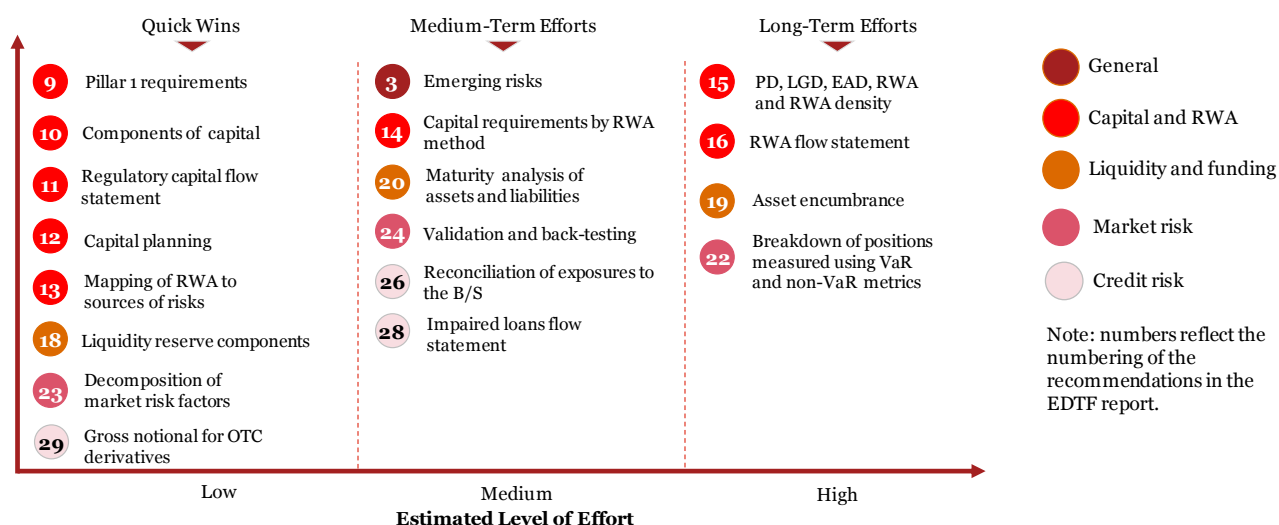 Quick Wins
9
Pillar 1 requirements
10
Components of capital
11
Regulatory capital flow
statement
12
Capital planning
13
Mapping of RWA to
sources of risks
18
Liquidity reserve components
23
Decomposition of
market risk factors
29
Gross notional for OTC
derivatives
Low
Medium-Term Efforts
3
Emerging risks
14
Capital requirements by RWA
method
20
Maturity analysis of
assets and liabilities
24
Validation and back-testing
26
Reconciliation of exposures to
the B/S
28
Impaired loans flow
statement
Medium
Long-Term Efforts
15
PD, LGD, EAD, RWA
and RWA density
16
RWA flow statement
19
Asset encumbrance
22
Breakdown of positions
measured using VaR
and non-VaR metrics
High
Estimated Level of Effort
General
Capital and RWA
Liquidity and funding
Market risk
Credit risk
Note: numbers reflect the
numbering of the
recommendations in the
EDTF report.